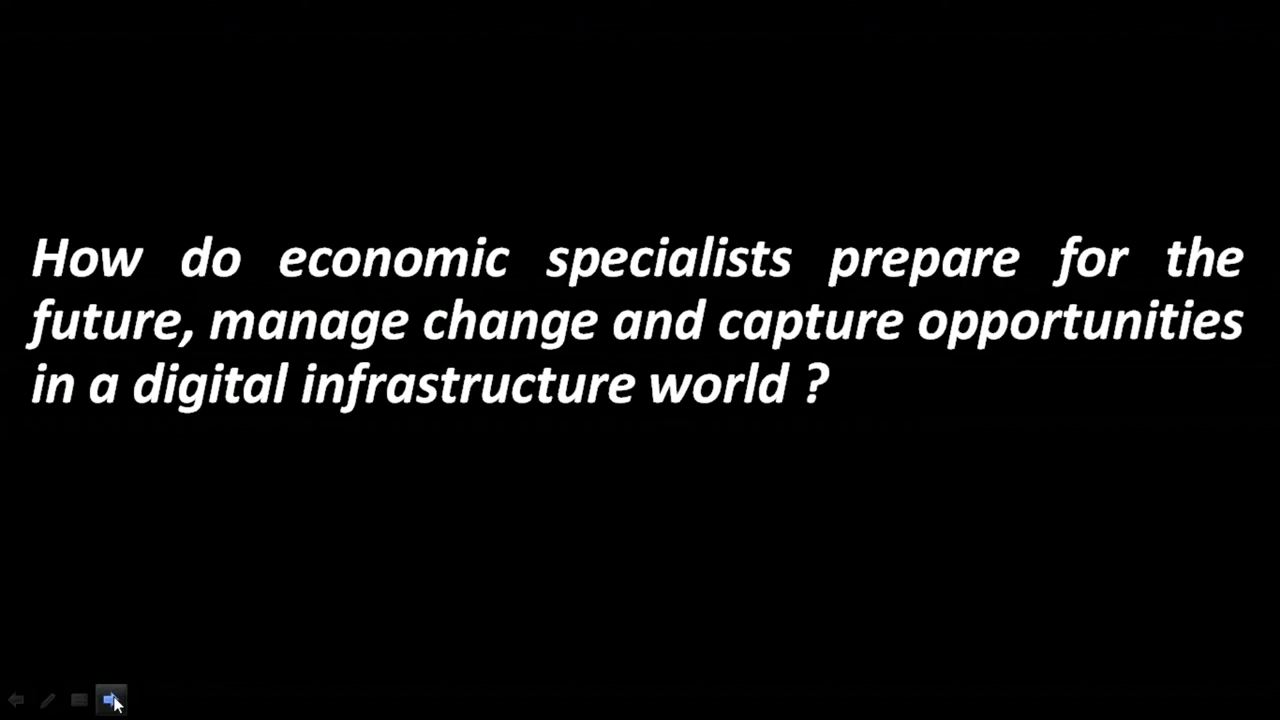 How do economic specialists prepare for the
future, manage change and capture opportunities
in a digital infrastructure world ?